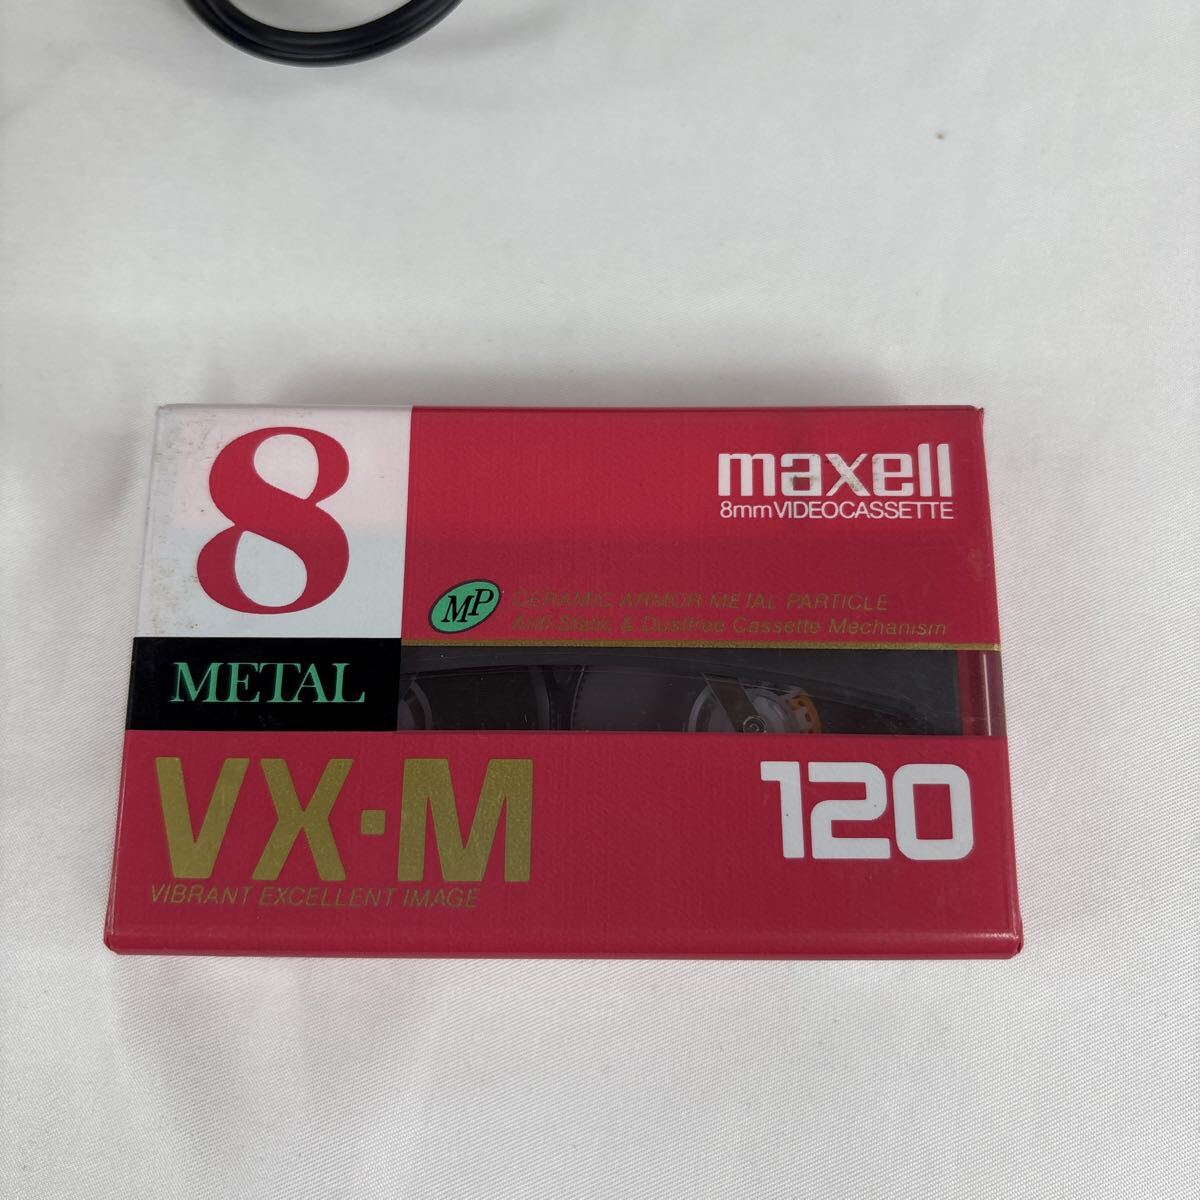 8
maxell
8mm VIDEOCASSETTE
MP
CERAMIC ARMOR METAL PARTICLE
Anti-Static & Dustfree Cassette Mechanism
METAL
VX·M
120
VIBRANT EXCELLENT IMAGE